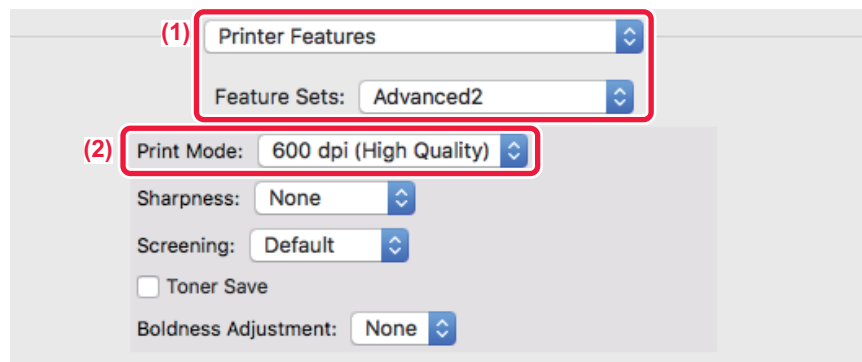 (1) Printer Features
Feature Sets: Advanced2
(2) Print Mode: 600 dpi (High Quality)
Sharpness: None
Screening: Default
Toner Save
Boldness Adjustment: None